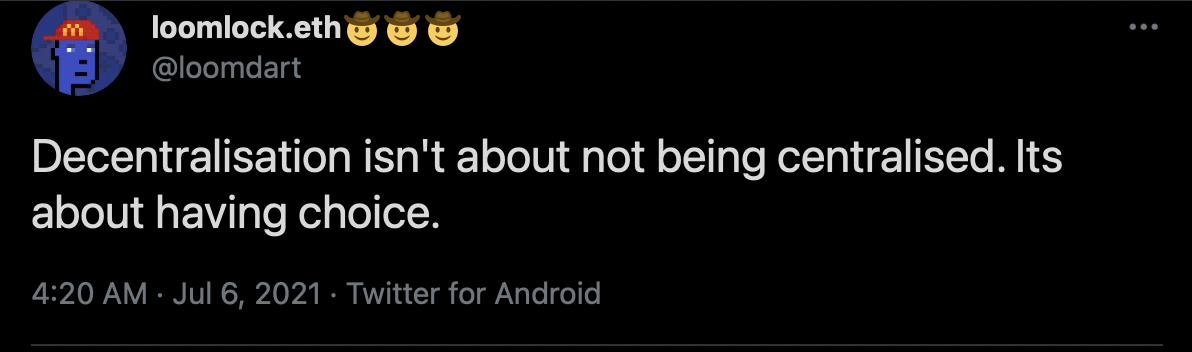 loomlock.eth🤠🤠🤠
@loomdart
Decentralisation isn't about not being centralised. Its
about having choice.
4:20 AM · Jul 6, 2021 · Twitter for Android